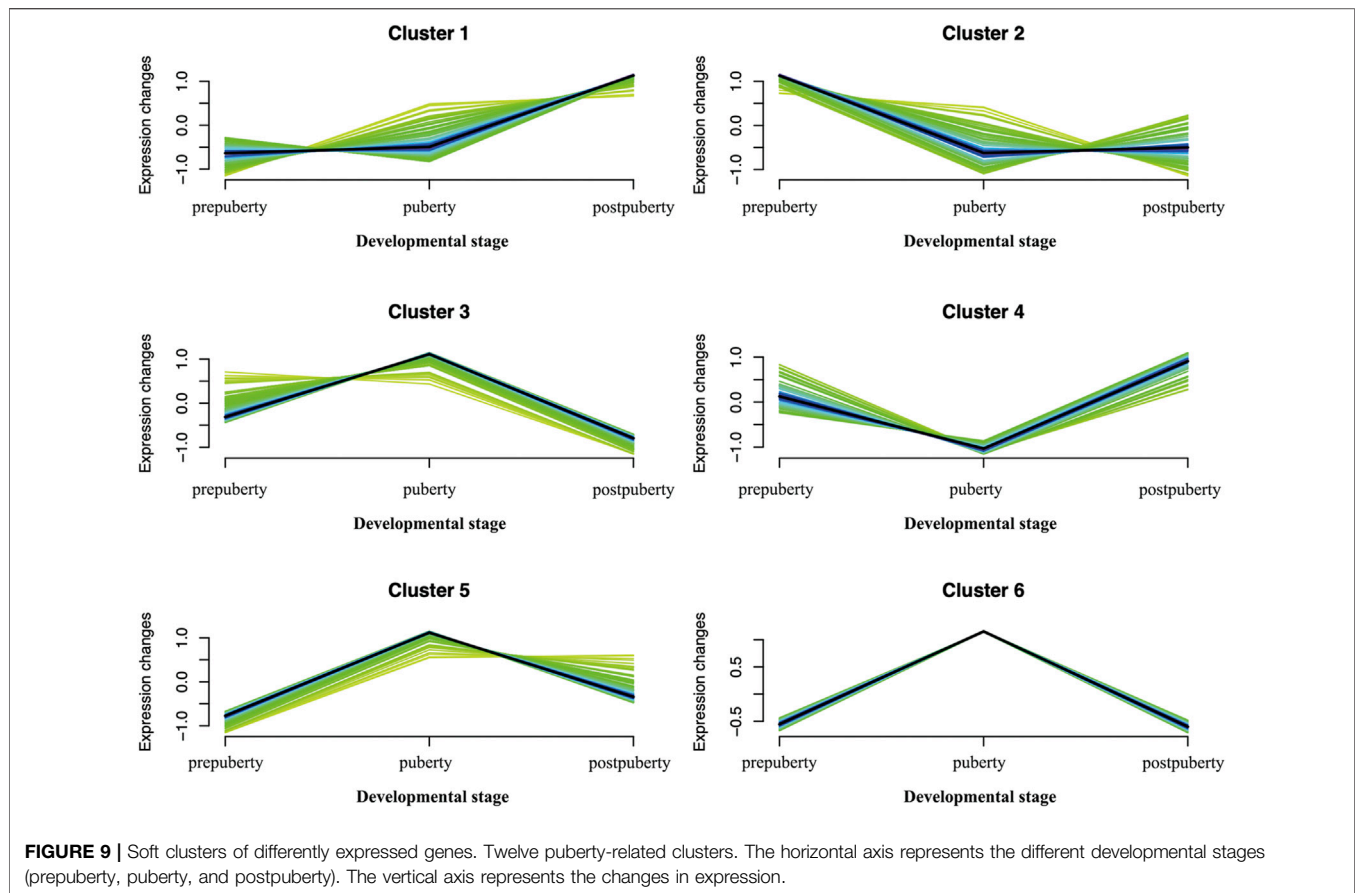 Cluster 1
Expression changes
1.0
0.0
−1.0
prepuberty
puberty
postpuberty
Developmental stage
Cluster 2
Expression changes
1.0
0.0
−1.0
prepuberty
puberty
postpuberty
Developmental stage
Cluster 3
Expression changes
1.0
0.0
−1.0
prepuberty
puberty
postpuberty
Developmental stage
Cluster 4
Expression changes
1.0
0.0
−1.0
prepuberty
puberty
postpuberty
Developmental stage
Cluster 5
Expression changes
1.0
0.0
−1.0
prepuberty
puberty
postpuberty
Developmental stage
Cluster 6
Expression changes
0.5
−0.5
prepuberty
puberty
postpuberty
Developmental stage
FIGURE 9 | Soft clusters of differently expressed genes. Twelve puberty-related clusters. The horizontal axis represents the different developmental stages
(prepuberty, puberty, and postpuberty). The vertical axis represents the changes in expression.